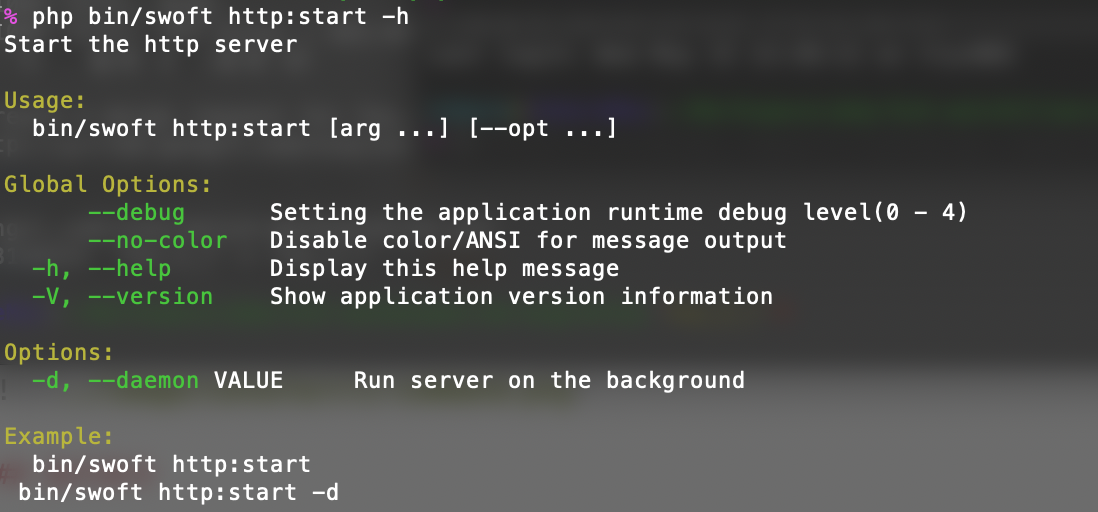 % php bin/swoft http:start -h
Start the http server
Usage:
bin/swoft http:start [arg ...] [--opt ...]
Global Options:
--debug Setting the application runtime debug level(0 - 4)
--no-color Disable color/ANSI for message output
-h, --help Display this help message
-V, --version Show application version information
Options:
-d, --daemon VALUE Run server on the background
Example:
bin/swoft http:start
bin/swoft http:start -d